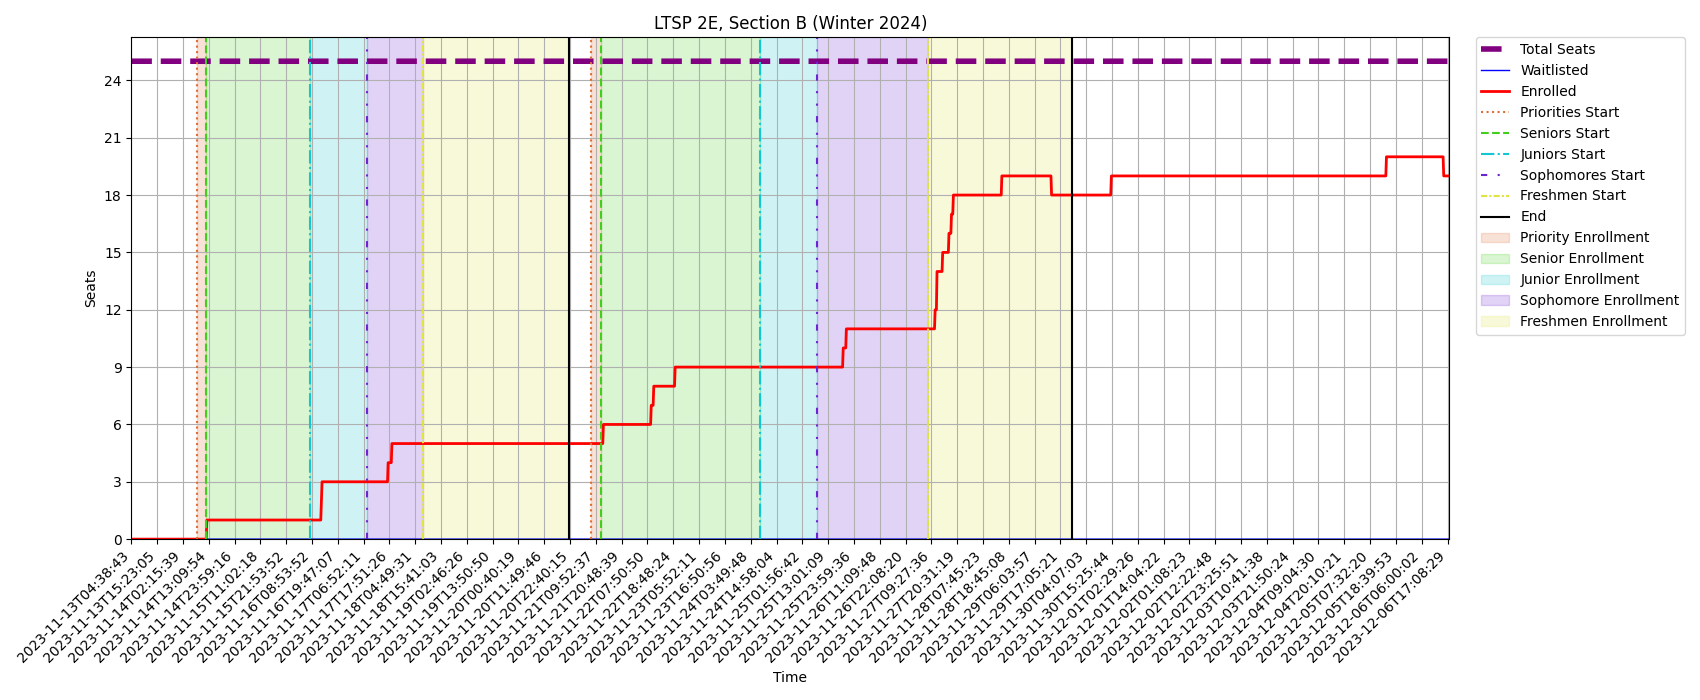 LTSP 2E, Section B (Winter 2024)
Seats
24
21
18
15
12
9
6
3
0
2023-11-13T04:38:43
2023-11-13T15:23:05
2023-11-14T02:15:39
2023-11-14T13:09:54
2023-11-14T23:59:16
2023-11-15T11:02:18
2023-11-15T21:53:52
2023-11-16T08:53:52
2023-11-16T19:47:07
2023-11-17T06:52:11
2023-11-17T17:51:26
2023-11-18T04:49:31
2023-11-18T15:41:03
2023-11-19T02:46:26
2023-11-19T13:50:50
2023-11-20T00:40:19
2023-11-20T11:49:46
2023-11-20T22:40:15
2023-11-21T09:52:37
2023-11-21T20:48:39
2023-11-22T07:50:50
2023-11-22T18:48:24
2023-11-23T05:52:11
2023-11-23T16:50:56
2023-11-24T03:49:48
2023-11-24T14:58:04
2023-11-25T01:56:42
2023-11-25T13:01:09
2023-11-25T23:59:36
2023-11-26T11:09:48
2023-11-26T22:08:20
2023-11-27T09:27:36
2023-11-27T20:31:19
2023-11-28T07:45:23
2023-11-28T18:45:08
2023-11-29T06:03:57
2023-11-29T17:05:21
2023-11-30T04:07:03
2023-11-30T15:25:44
2023-12-01T02:29:26
2023-12-01T14:04:22
2023-12-02T01:08:23
2023-12-02T12:22:48
2023-12-02T23:25:51
2023-12-03T10:41:38
2023-12-03T21:50:24
2023-12-04T09:04:30
2023-12-04T20:10:21
2023-12-05T07:32:20
2023-12-05T18:39:53
2023-12-06T06:00:02
2023-12-06T17:08:29
Time
Total Seats
Waitlisted
Enrolled
Priorities Start
Seniors Start
Juniors Start
Sophomores Start
Freshmen Start
End
Priority Enrollment
Senior Enrollment
Junior Enrollment
Sophomore Enrollment
Freshmen Enrollment